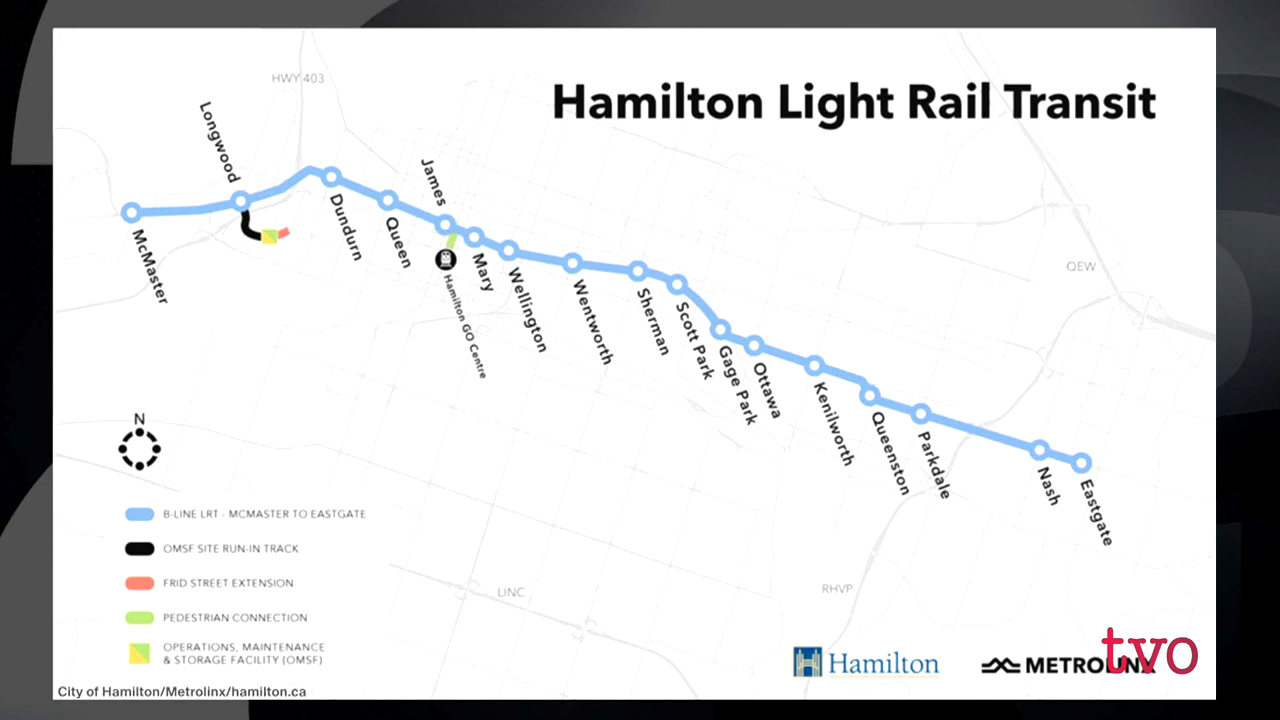 HWY 403
Hamilton Light Rail Transit
Longwood
James
McMaster
Dundurn
Queen
Hamilton GO Centre
Mary
Wellington
Wentworth
Sherman
Scott Park
Gage Park
Ottawa
Kenilworth
Queenston
Parkdale
Nash
Eastgate
QEW
N
B-LINE LRT - MCMASTER TO EASTGATE
OMSF SITE RUN-IN TRACK
FRID STREET EXTENSION
PEDESTRIAN CONNECTION
OPERATIONS, MAINTENANCE
& STORAGE FACILITY (OMSF)
LINC
RHVP
Hamilton
METROLINX
tvo
City of Hamilton/Metrolinx/hamilton.ca